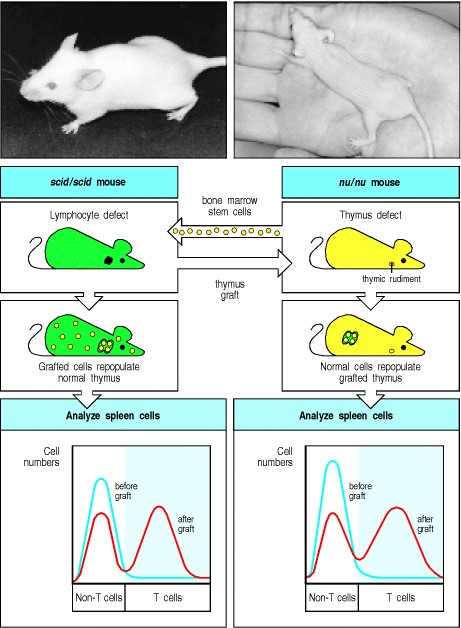 scid/scid mouse
nu/nu mouse
bone marrow
stem cells
Lymphocyte defect
Thymus defect
thymic rudiment
thymus
graft
Grafted cells repopulate
normal thymus
Normal cells repopulate
grafted thymus
Analyze spleen cells
Cell
numbers
before
graft
after
graft
Non-T cells
T cells
Analyze spleen cells
Cell
numbers
before
graft
after
graft
Non-T cells
T cells